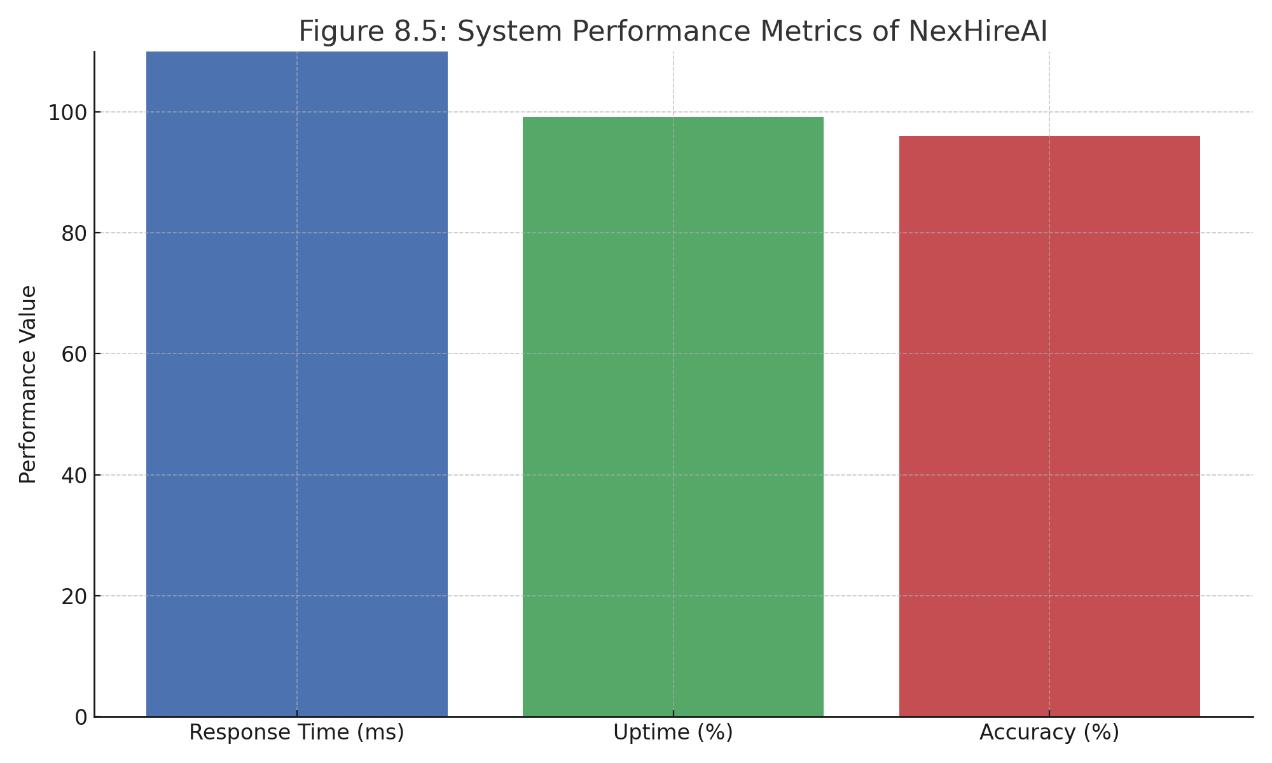 Figure 8.5: System Performance Metrics of NexHireAI
Performance Value
100
80
60
40
20
0
Response Time (ms)
Uptime (%)
Accuracy (%)